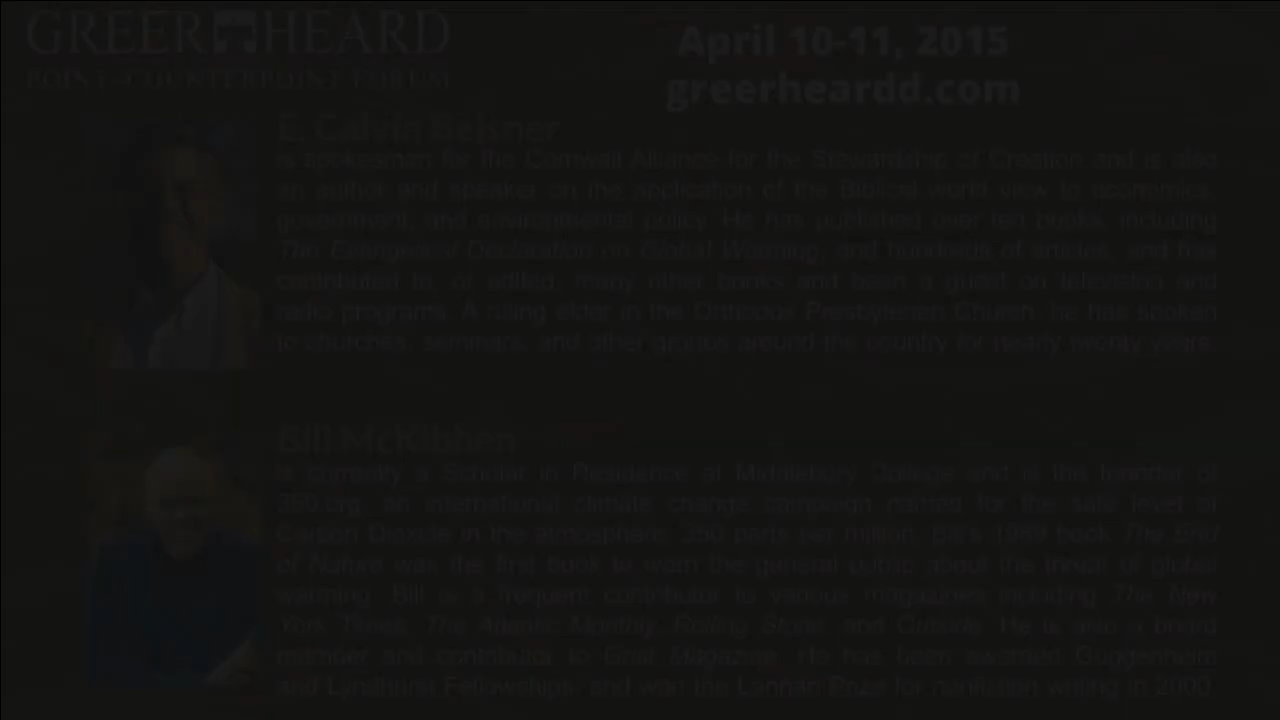 GREER HEARD
POINT-COUNTERPOINT FORUM
April 10-11, 2015
greerheardd.com
E. Calvin Beisner
is spokesman for the Cornwall Alliance for the Stewardship of Creation and is also
an author and speaker on the application of the Biblical world view to economics,
government, and environmental policy. He has published over ten books, including
The Evangelical Declaration on Global Warming, and hundreds of articles, and has
contributed to, or edited, many other books and been a guest on television and
radio programs. A ruling elder in the Orthodox Presbyterian Church, he has spoken
to churches, seminars, and other groups around the country for nearly twenty years.
Bill McKibben
is currently a Scholar in Residence at Middlebury College and is the founder of
350.org, an international climate change campaign named for the safe level of
Carbon Dioxide in the atmosphere, 350 parts per million. Bill's 1989 book The End
of Nature was the first book to warn the general public about the threat of global
warming. Bill is a frequent contributor to various magazines including The New
York Times, The Atlantic Monthly, Rolling Stone, and Outside. He is also a board
member and contributor to Grist Magazine. He has been awarded Guggenheim
and Lyndhurst Fellowships, and won the Lannan Prize for nonfiction writing in 2000.